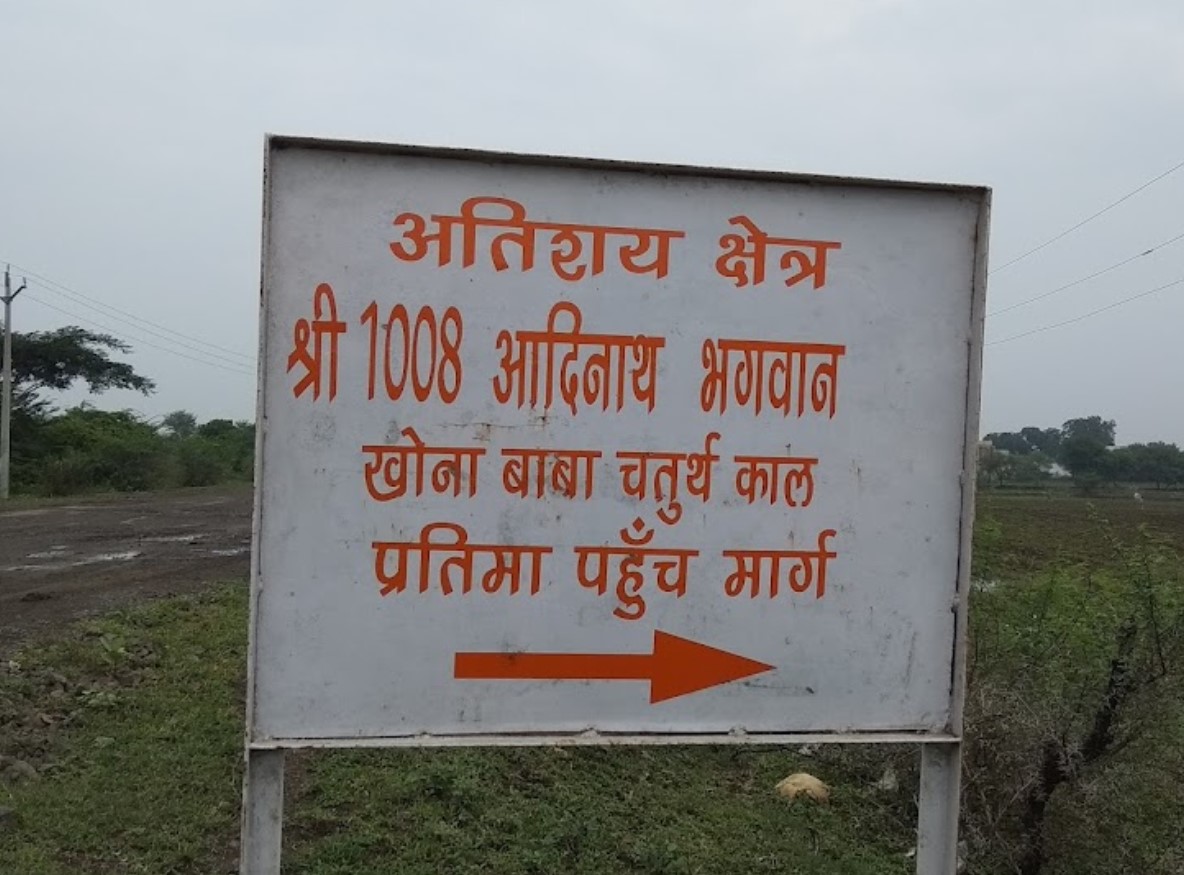 अतिशय क्षेत्र
श्री 1008 आदिनाथ भगवान
खोना बाबा चतुर्थ काल
प्रतिमा पहुँच मार्ग